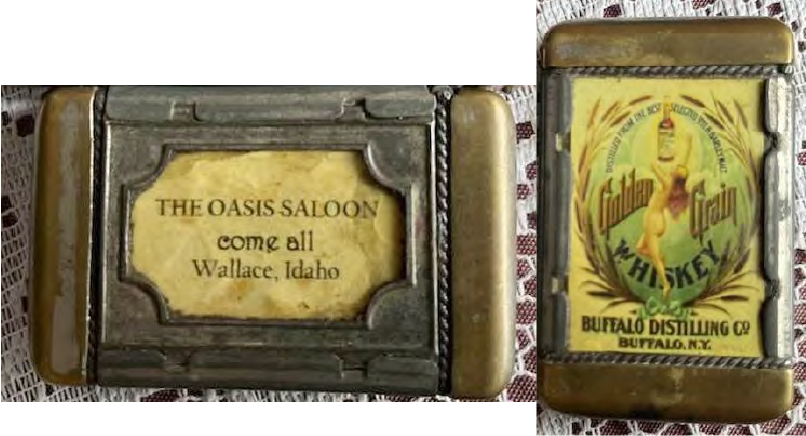 THE OASIS SALOON
come all
Wallace, Idaho
DISTILLED FROM THE BEST SELECTED RYE & BARLEY MALT
Golden Grain
WHISKEY
BUFFALO DISTILLING CO
BUFFALO, N.Y.